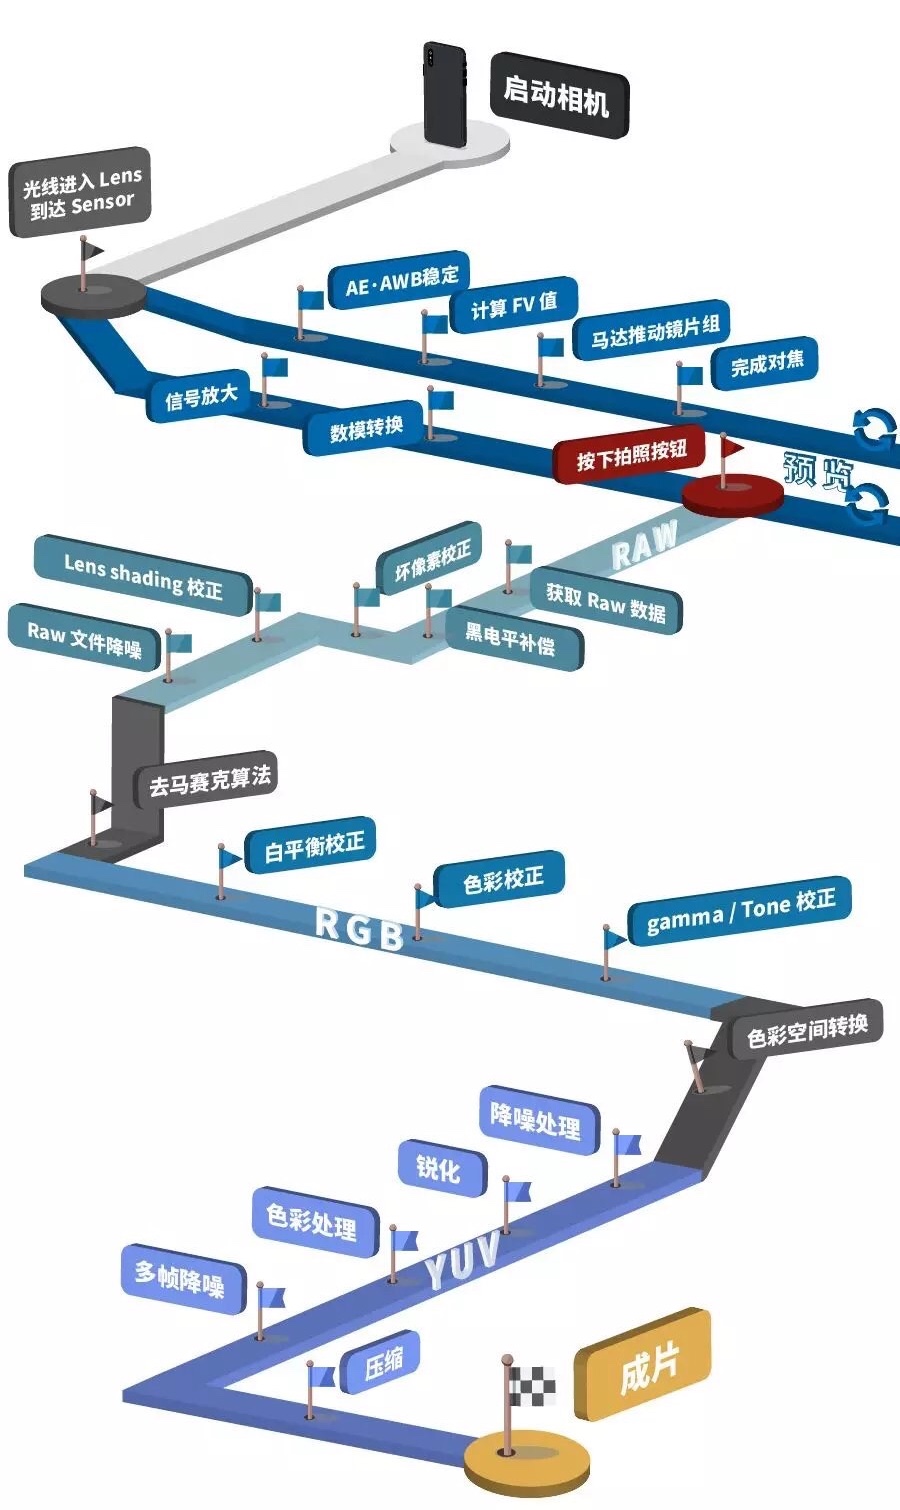 启动相机
光线进入 Lens
到达 Sensor
AE·AWB稳定
计算 FV 值
马达推动镜片组
完成对焦
信号放大
数模转换
按下拍照按钮
预览
RAW
获取 Raw 数据
黑电平补偿
坏像素校正
Lens shading 校正
Raw 文件降噪
去马赛克算法
白平衡校正
RGB
色彩校正
gamma / Tone 校正
色彩空间转换
降噪处理
锐化
色彩处理
YUV
多帧降噪
压缩
成片